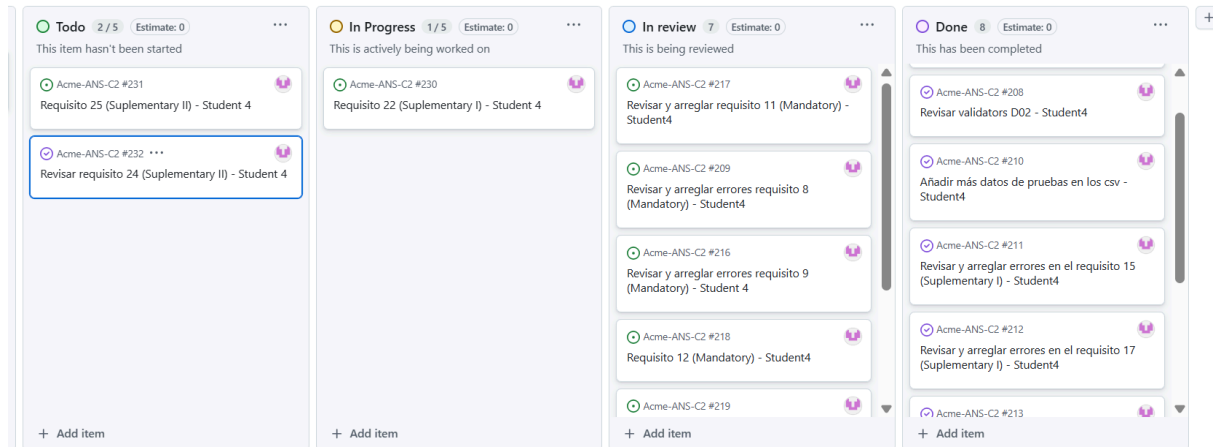 Todo 2 / 5 Estimate: 0
This item hasn't been started
Acme-ANS-C2 #231
Requisito 25 (Suplementary II) - Student 4
Acme-ANS-C2 #232
Revisar requisito 24 (Suplementary II) - Student 4
+ Add item
In Progress 1 / 5 Estimate: 0
This is actively being worked on
Acme-ANS-C2 #230
Requisito 22 (Suplementary I) - Student 4
+ Add item
In review 7 Estimate: 0
This is being reviewed
Acme-ANS-C2 #217
Revisar y arreglar requisito 11 (Mandatory) -
Student4
Acme-ANS-C2 #209
Revisar y arreglar errores requisito 8
(Mandatory) - Student4
Acme-ANS-C2 #216
Revisar y arreglar errores requisito 9
(Mandatory) - Student 4
Acme-ANS-C2 #218
Requisito 12 (Mandatory) - Student4
Acme-ANS-C2 #219
+ Add item
Done 8 Estimate: 0
This has been completed
Acme-ANS-C2 #208
Revisar validators D02 - Student4
Acme-ANS-C2 #210
Añadir más datos de pruebas en los csv -
Student4
Acme-ANS-C2 #211
Revisar y arreglar errores en el requisito 15
(Suplementary I) - Student4
Acme-ANS-C2 #212
Revisar y arreglar errores en el requisito 17
(Suplementary I) - Student4
Acme-ANS-C2 #213
+ Add item